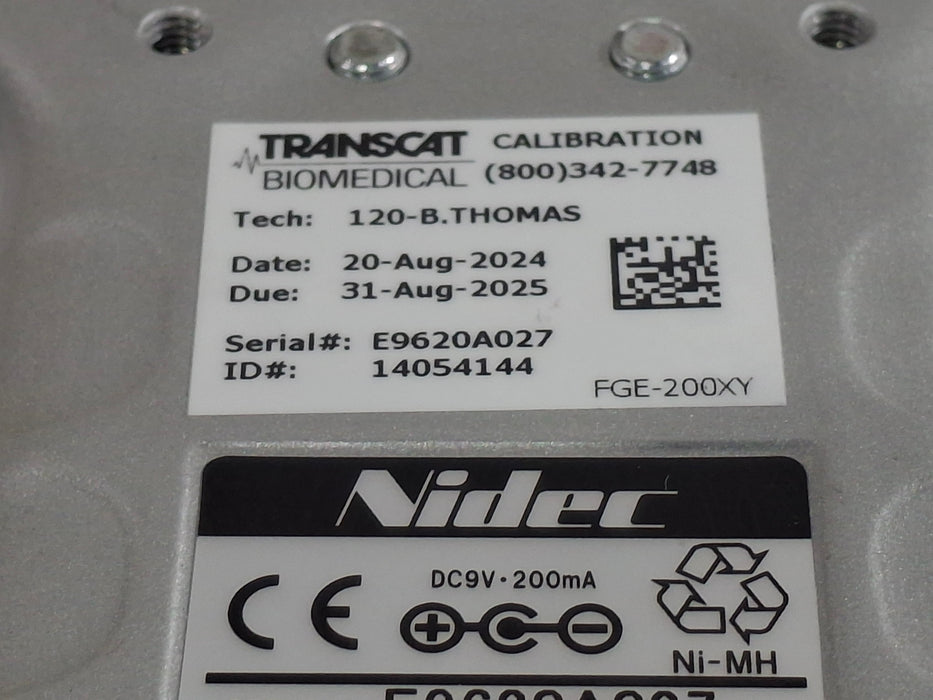 TRANSCAT BIOMEDICAL CALIBRATION
(800)342-7748
Tech: 120-B.THOMAS
Date: 20-Aug-2024
Due: 31-Aug-2025
Serial#: E9620A027
ID#: 14054144
FGE-200XY
Nidec
CE DC9V·200mA
Ni-MH